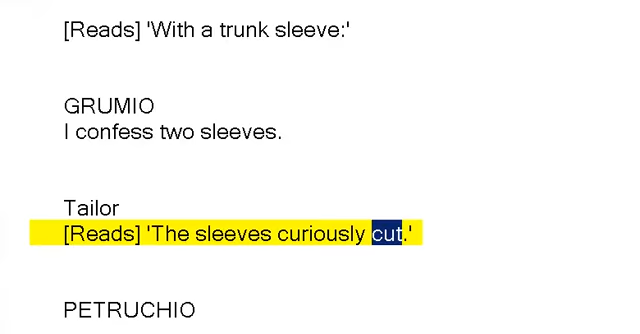 [Reads] 'With a trunk sleeve:'
GRUMIO
I confess two sleeves.
Tailor
[Reads] 'The sleeves curiously cut.'
PETRUCHIO